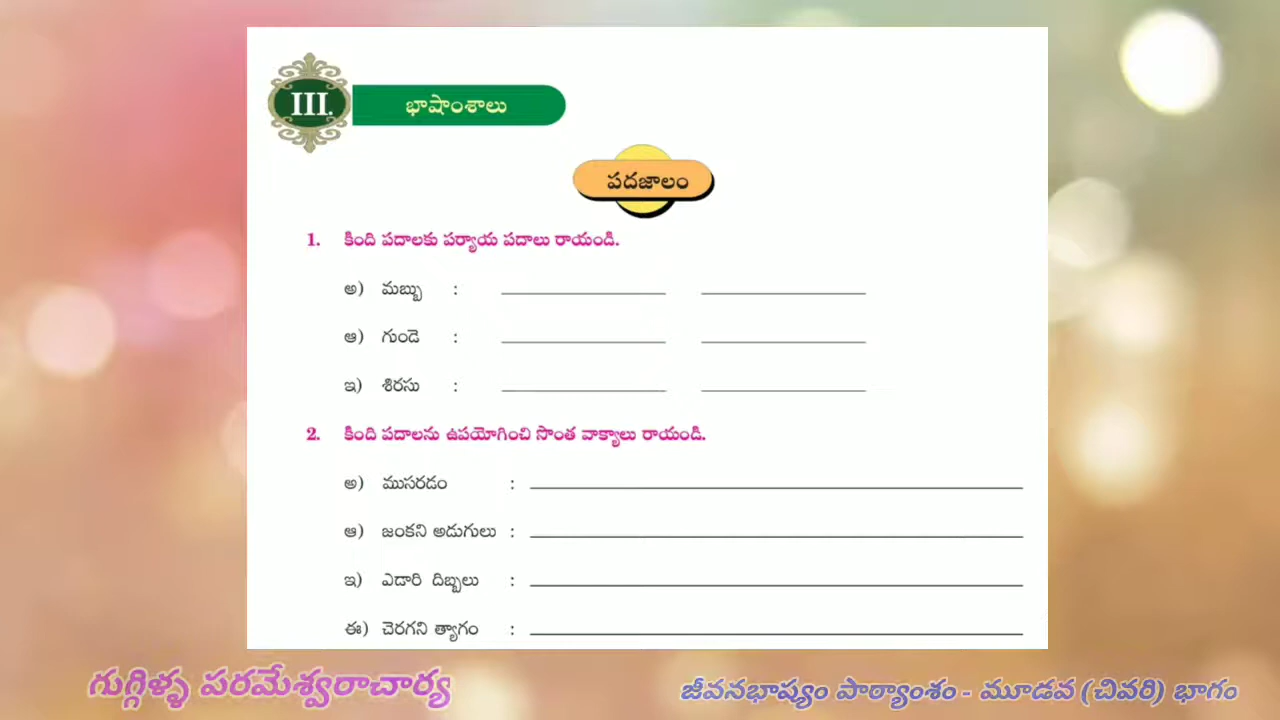 III. భాషాంశాలు
పదజాలం
1. కింది పదాలకు పర్యాయ పదాలు రాయండి.
అ) మబ్బు :
ఆ) గుండె :
ఇ) శిరసు :
2. కింది పదాలను ఉపయోగించి సొంత వాక్యాలు రాయండి.
అ) ముసరడం :
ఆ) జంకని అడుగులు :
ఇ) ఎడారి దిబ్బలు :
ఈ) చెరగని త్యాగం :
గుగ్గిళ్ళ పరమేశ్వరాచార్య
జీవనభాష్యం పాఠ్యాంశం - మూడవ (చివరి) భాగం